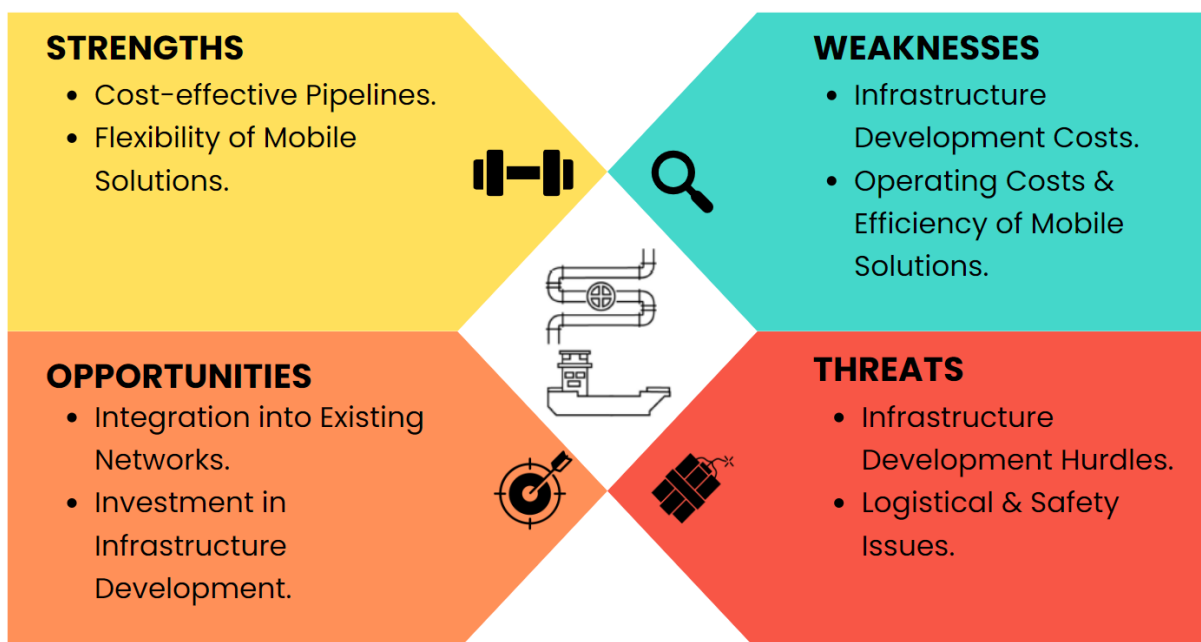 STRENGTHS
• Cost-effective Pipelines.
• Flexibility of Mobile
Solutions.
WEAKNESSES
• Infrastructure
Development Costs.
• Operating Costs &
Efficiency of Mobile
Solutions.
OPPORTUNITIES
• Integration into Existing
Networks.
• Investment in
Infrastructure
Development.
THREATS
• Infrastructure
Development Hurdles.
• Logistical & Safety
Issues.